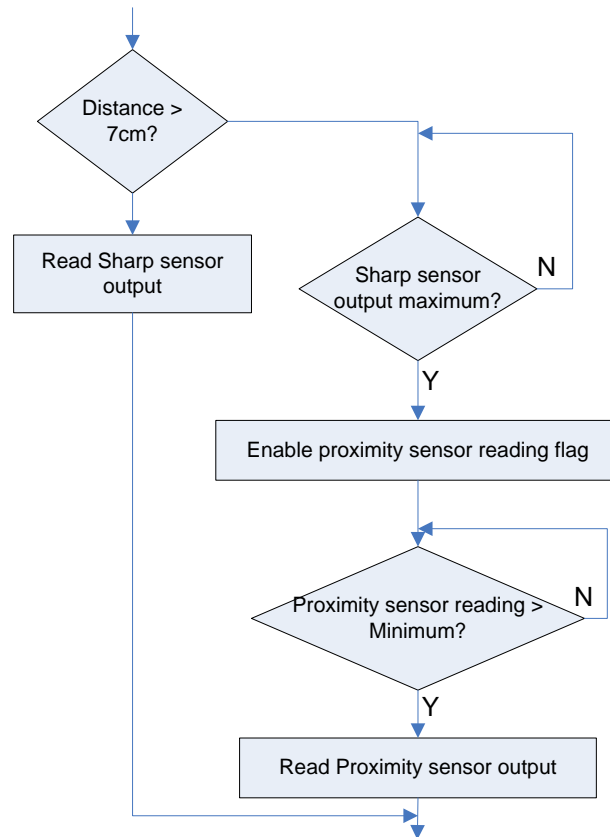 Distance >
7cm?
Read Sharp sensor
output
Sharp sensor
output maximum?
N
Y
Enable proximity sensor reading flag
Proximity sensor reading >
Minimum?
N
Y
Read Proximity sensor output